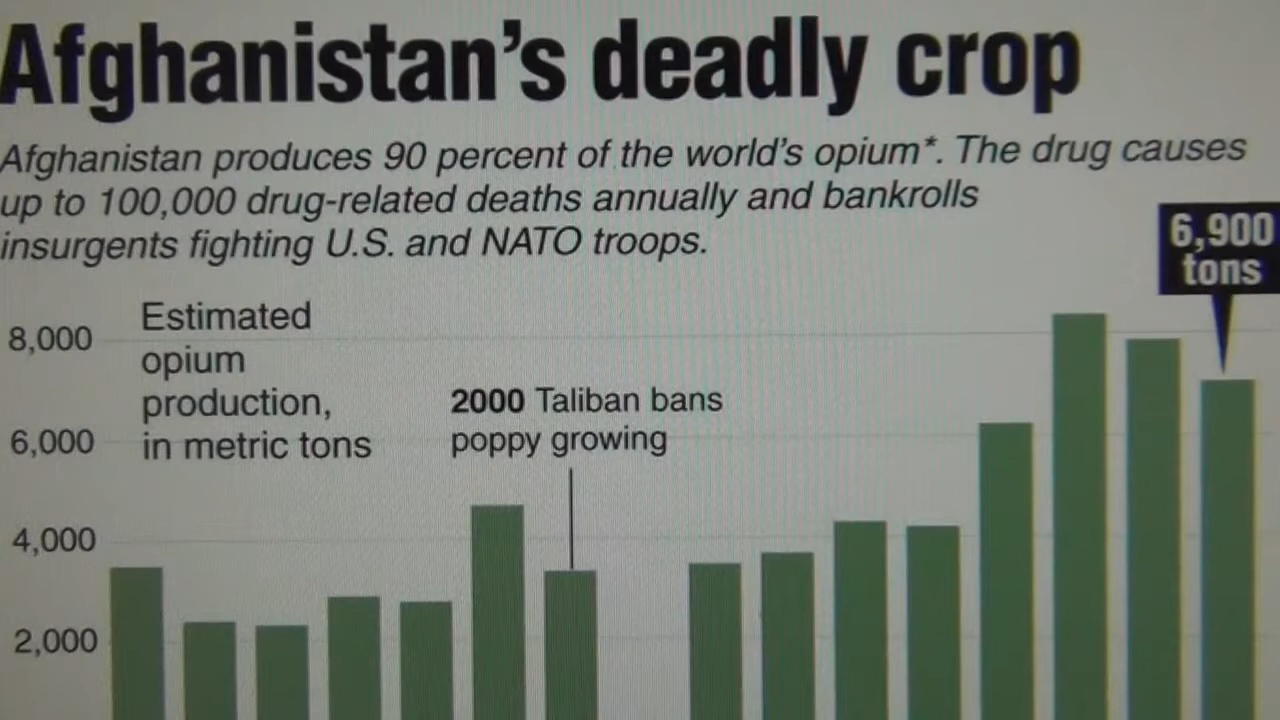 Afghanistan's deadly crop
Afghanistan produces 90 percent of the world's opium*. The drug causes
up to 100,000 drug-related deaths annually and bankrolls
insurgents fighting U.S. and NATO troops.
6,900
tons
Estimated
opium
production,
in metric tons
2000 Taliban bans
poppy growing
8,000
6,000
4,000
2,000